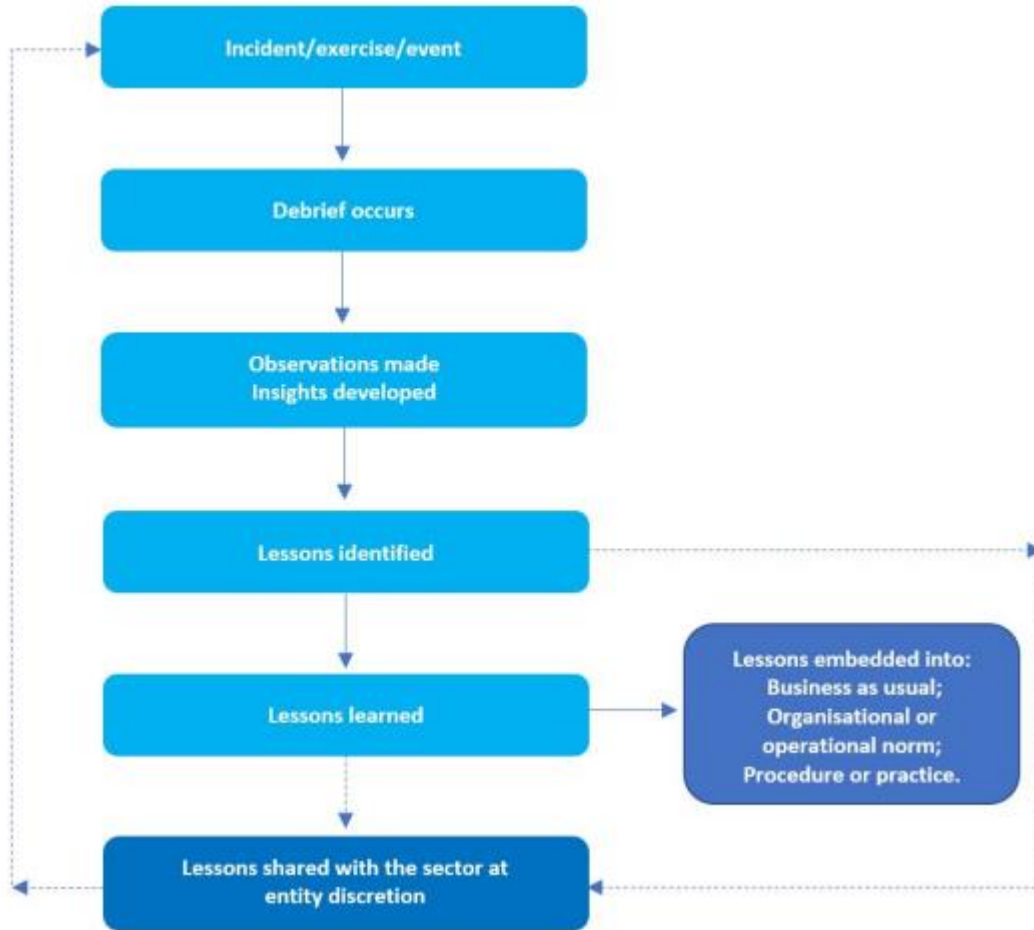 Incident/exercise/event
Debrief occurs
Observations made
Insights developed
Lessons identified
Lessons learned
Lessons embedded into:
Business as usual;
Organisational or
operational norm;
Procedure or practice.
Lessons shared with the sector at
entity discretion